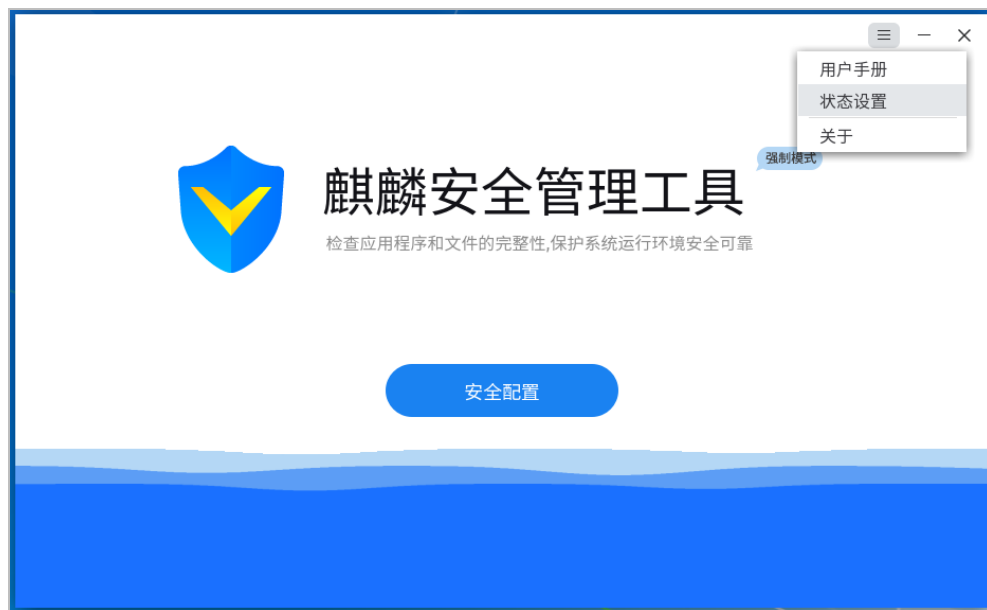 用户手册
状态设置
关于
强制模式
麒麟安全管理工具
检查应用程序和文件的完整性,保护系统运行环境安全可靠
安全配置